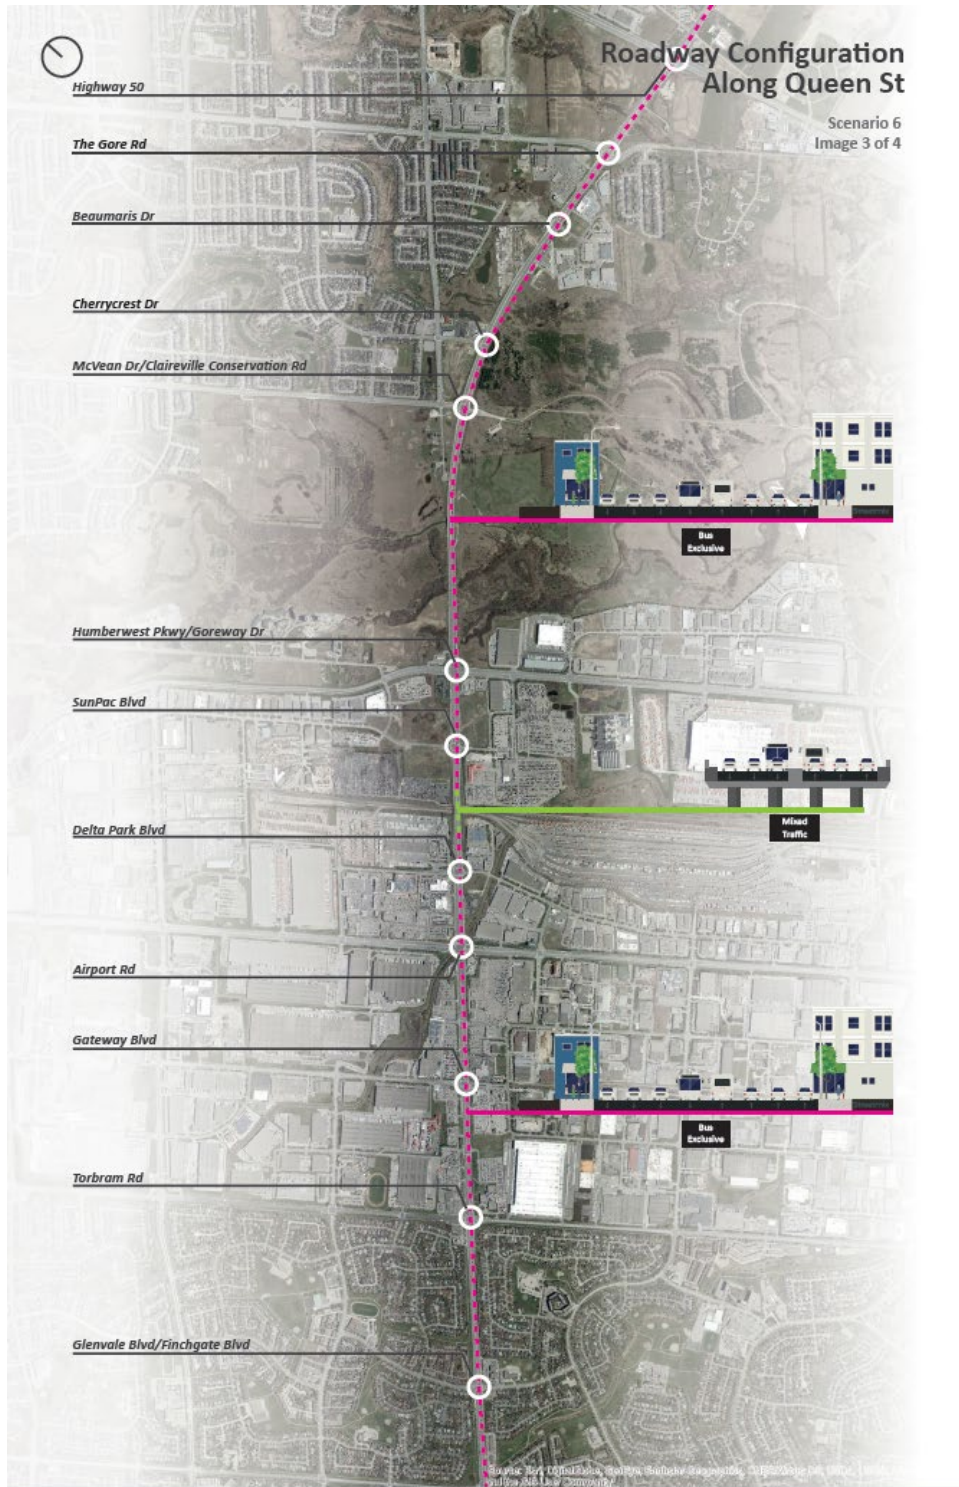 Roadway Configuration
Along Queen St
Scenario 6
Image 3 of 4
Highway 50
The Gore Rd
Beaumaris Dr
Cherrycrest Dr
McVean Dr/Claireville Conservation Rd
Bus
Exclusive
Humberwest Pkwy/Goreway Dr
SunPac Blvd
Mixed
Traffic
Delta Park Blvd
Airport Rd
Gateway Blvd
Bus
Exclusive
Torbram Rd
Glenvale Blvd/Finchgate Blvd